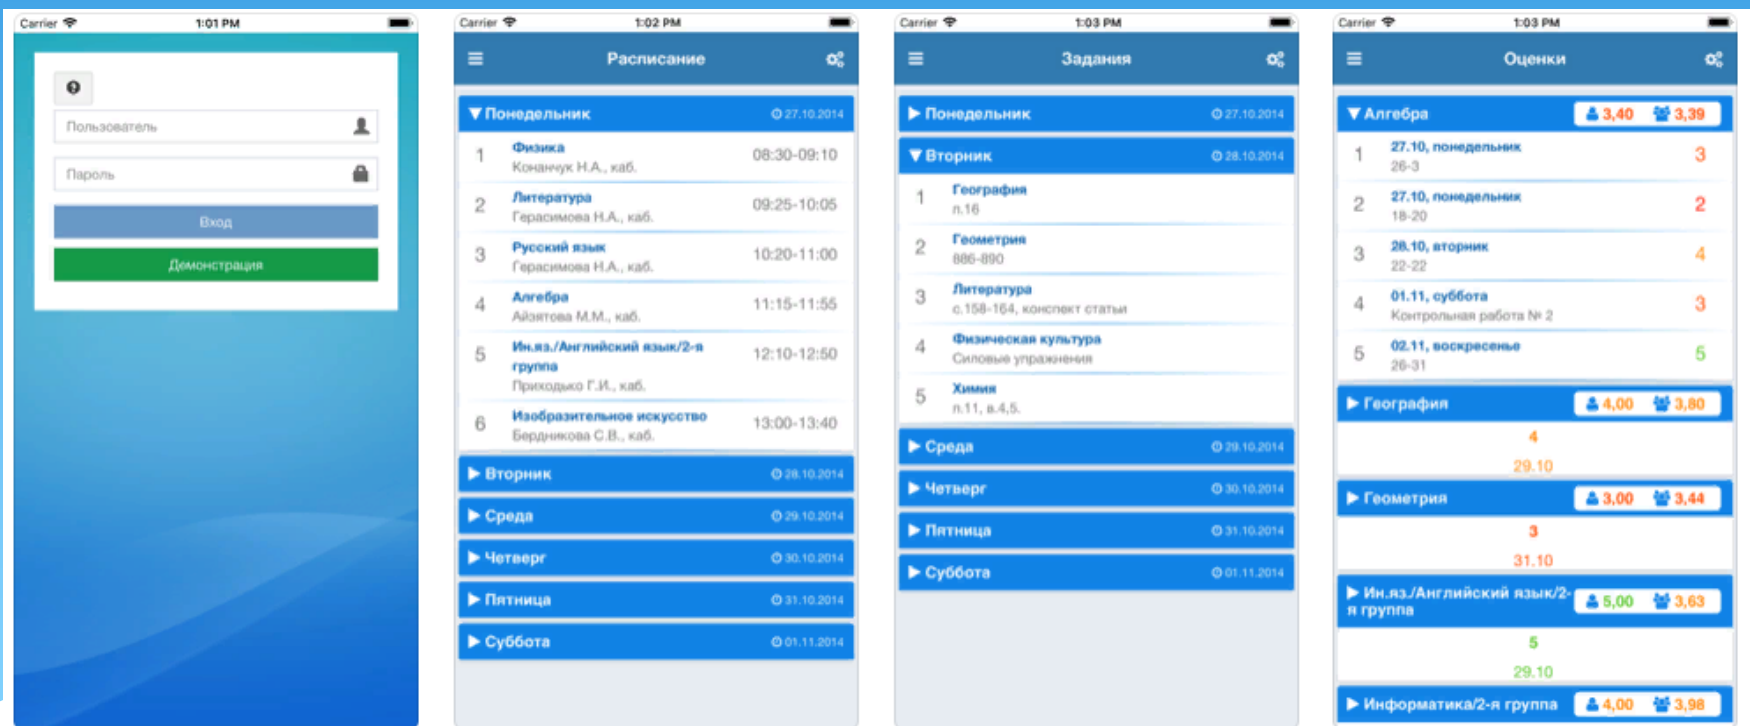 Carrier 1:01 PM
Пользователь
Пароль
Вход
Демонстрация
Carrier 1:02 PM
Расписание
Понедельник 27.10.2014
1 Физика 08:30-09:10
Конанчук Н.А., каб.
2 Литература 09:25-10:05
Герасимова Н.А., каб.
3 Русский язык 10:20-11:00
Герасимова Н.А., каб.
4 Алгебра 11:15-11:55
Айзятова М.М., каб.
5 Ин.яз./Английский язык/2-я 12:10-12:50
группа
Приходько Г.И., каб.
6 Изобразительное искусство 13:00-13:40
Бердникова С.В., каб.
Вторник 28.10.2014
Среда 29.10.2014
Четверг 30.10.2014
Пятница 31.10.2014
Суббота 01.11.2014
Carrier 1:03 PM
Задания
Понедельник 27.10.2014
Вторник 28.10.2014
1 География
п.16
2 Геометрия
886-890
3 Литература
с.158-164, конспект статьи
4 Физическая культура
Силовые упражнения
5 Химия
п.11, в.4,5.
Среда 29.10.2014
Четверг 30.10.2014
Пятница 31.10.2014
Суббота 01.11.2014
Carrier 1:03 PM
Оценки
Алгебра 3,40 3,39
1 27.10, понедельник 3
26-3
2 27.10, понедельник 2
18-20
3 28.10, вторник 4
22-22
4 01.11, суббота 3
Контрольная работа № 2
5 02.11, воскресенье 5
26-31
География 4,00 3,80
4
29.10
Геометрия 3,00 3,44
3
31.10
Ин.яз./Английский язык/2- 5,00 3,63
я группа
5
29.10
Информатика/2-я группа 4,00 3,98